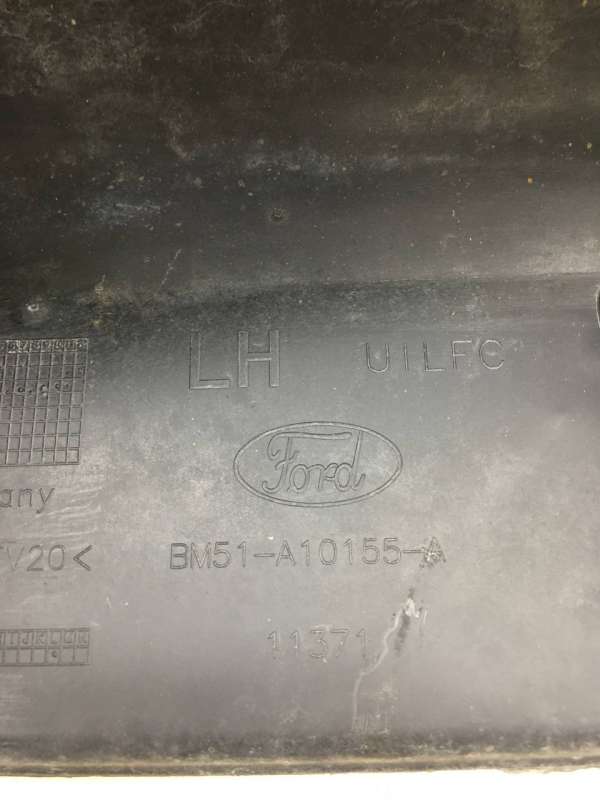 LH UILFC
Ford
any
V20<
BM51-A10155-A
11371